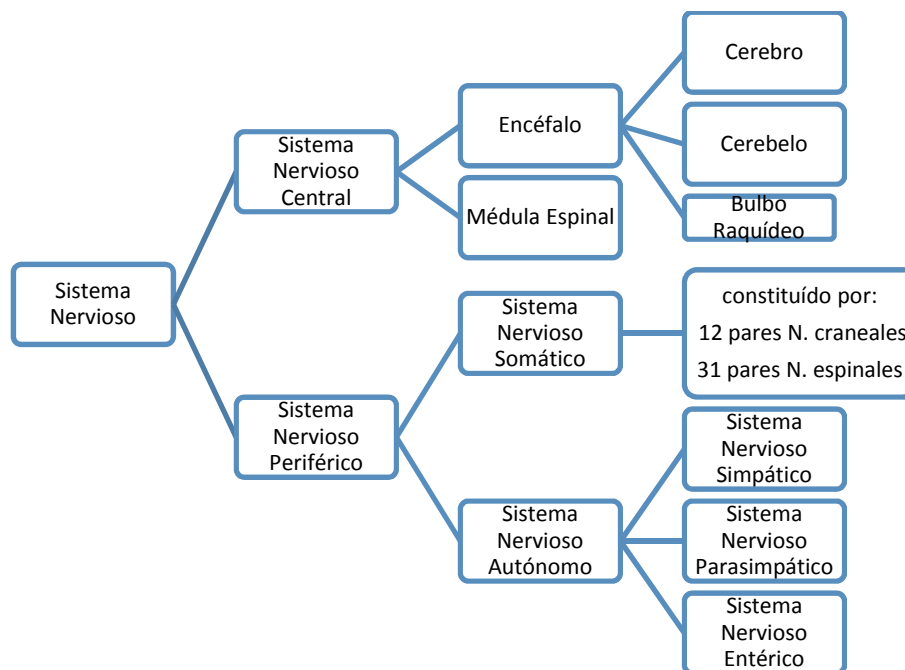 Sistema
Nervioso
Sistema
Nervioso
Central
Encéfalo
Cerebro
Cerebelo
Bulbo
Raquídeo
Médula Espinal
Sistema
Nervioso
Periférico
Sistema
Nervioso
Somático
constituído por:
12 pares N. craneales
31 pares N. espinales
Sistema
Nervioso
Autónomo
Sistema
Nervioso
Simpático
Sistema
Nervioso
Parasimpático
Sistema
Nervioso
Entérico